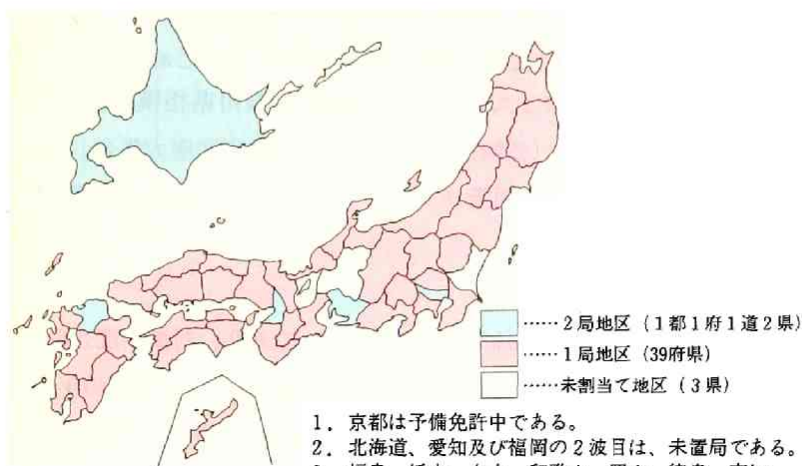 ……２局地区（１都１府１道２県）
……１局地区（39府県）
……未割当て地区（３県）
１．京都は予備免許中である。
２．北海道、愛知及び福岡の２波目は、未置局である。